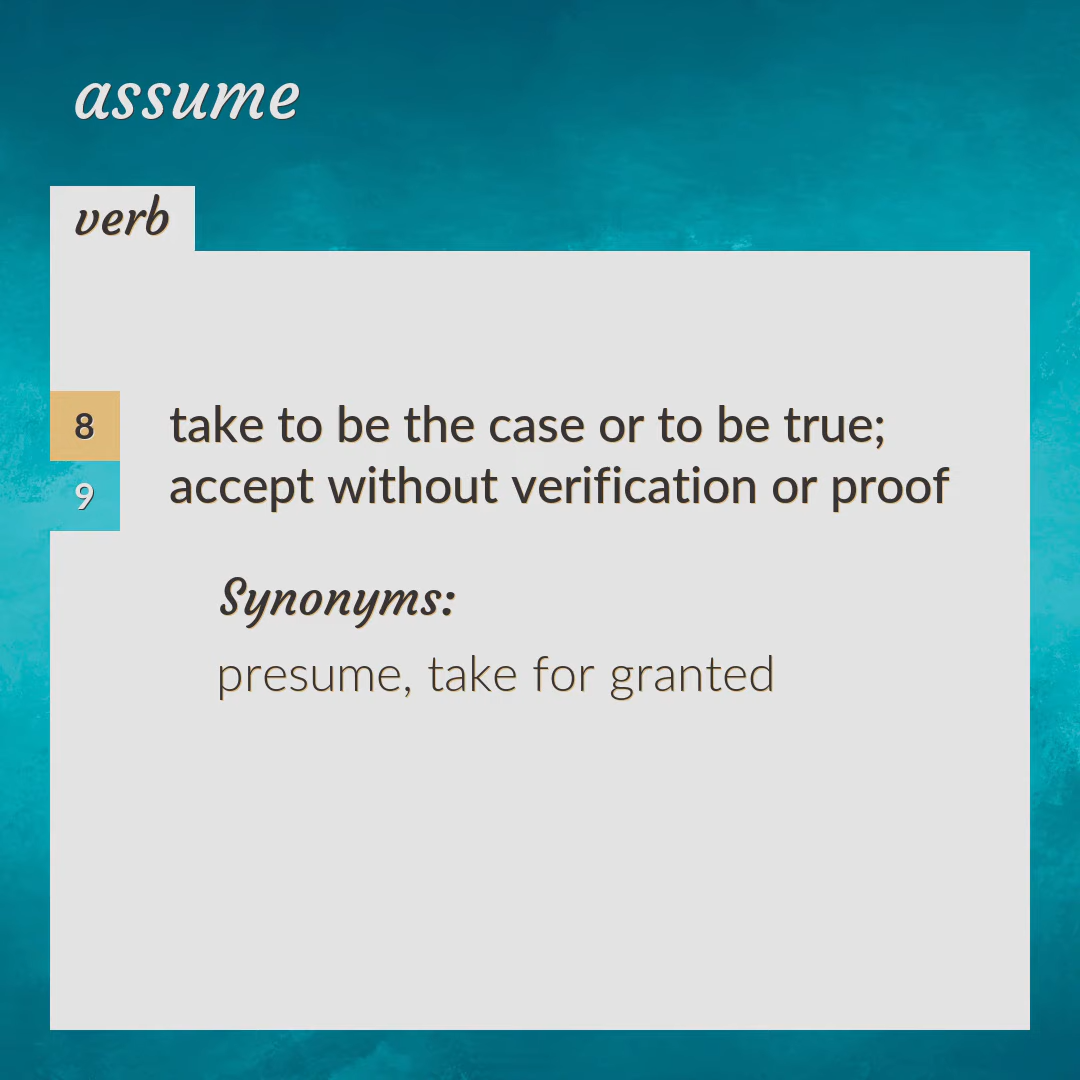 assume
verb
8
take to be the case or to be true;
9
accept without verification or proof
Synonyms:
presume, take for granted